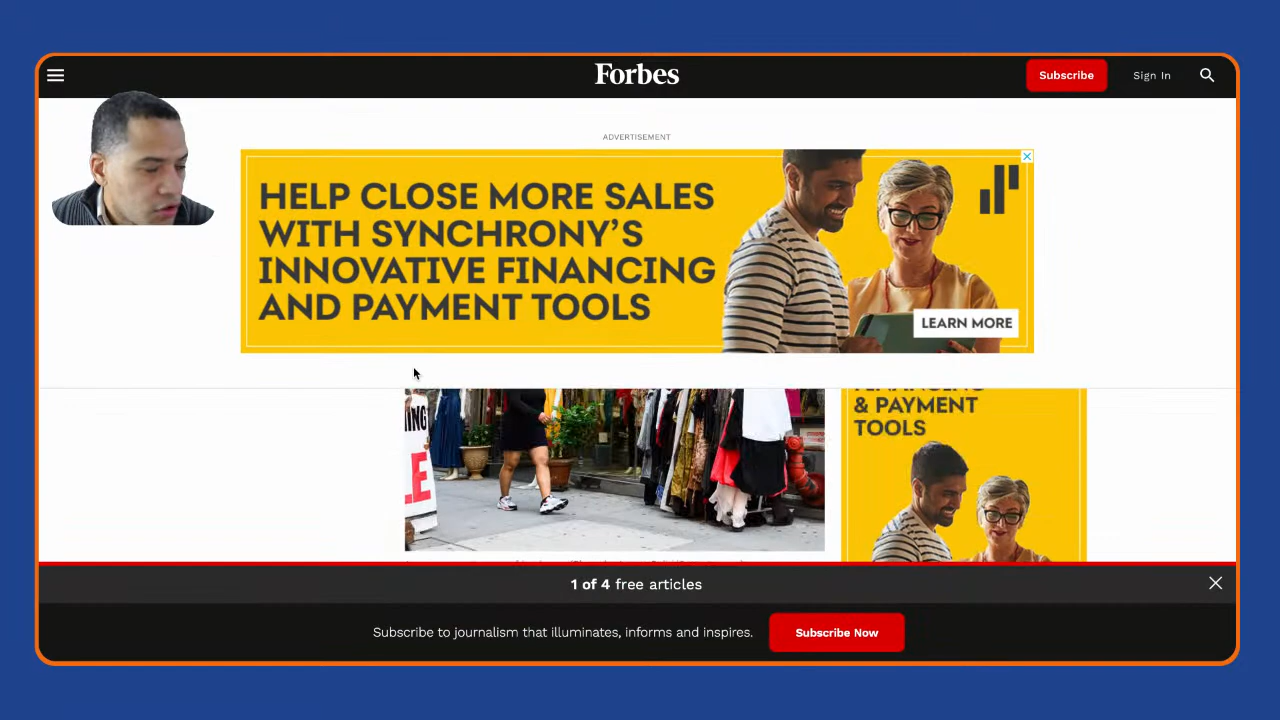 Forbes
Subscribe
Sign In
ADVERTISEMENT
HELP CLOSE MORE SALES
WITH SYNCHRONY'S
INNOVATIVE FINANCING
AND PAYMENT TOOLS
LEARN MORE
& PAYMENT
TOOLS
1 of 4 free articles
Subscribe to journalism that illuminates, informs and inspires.
Subscribe Now